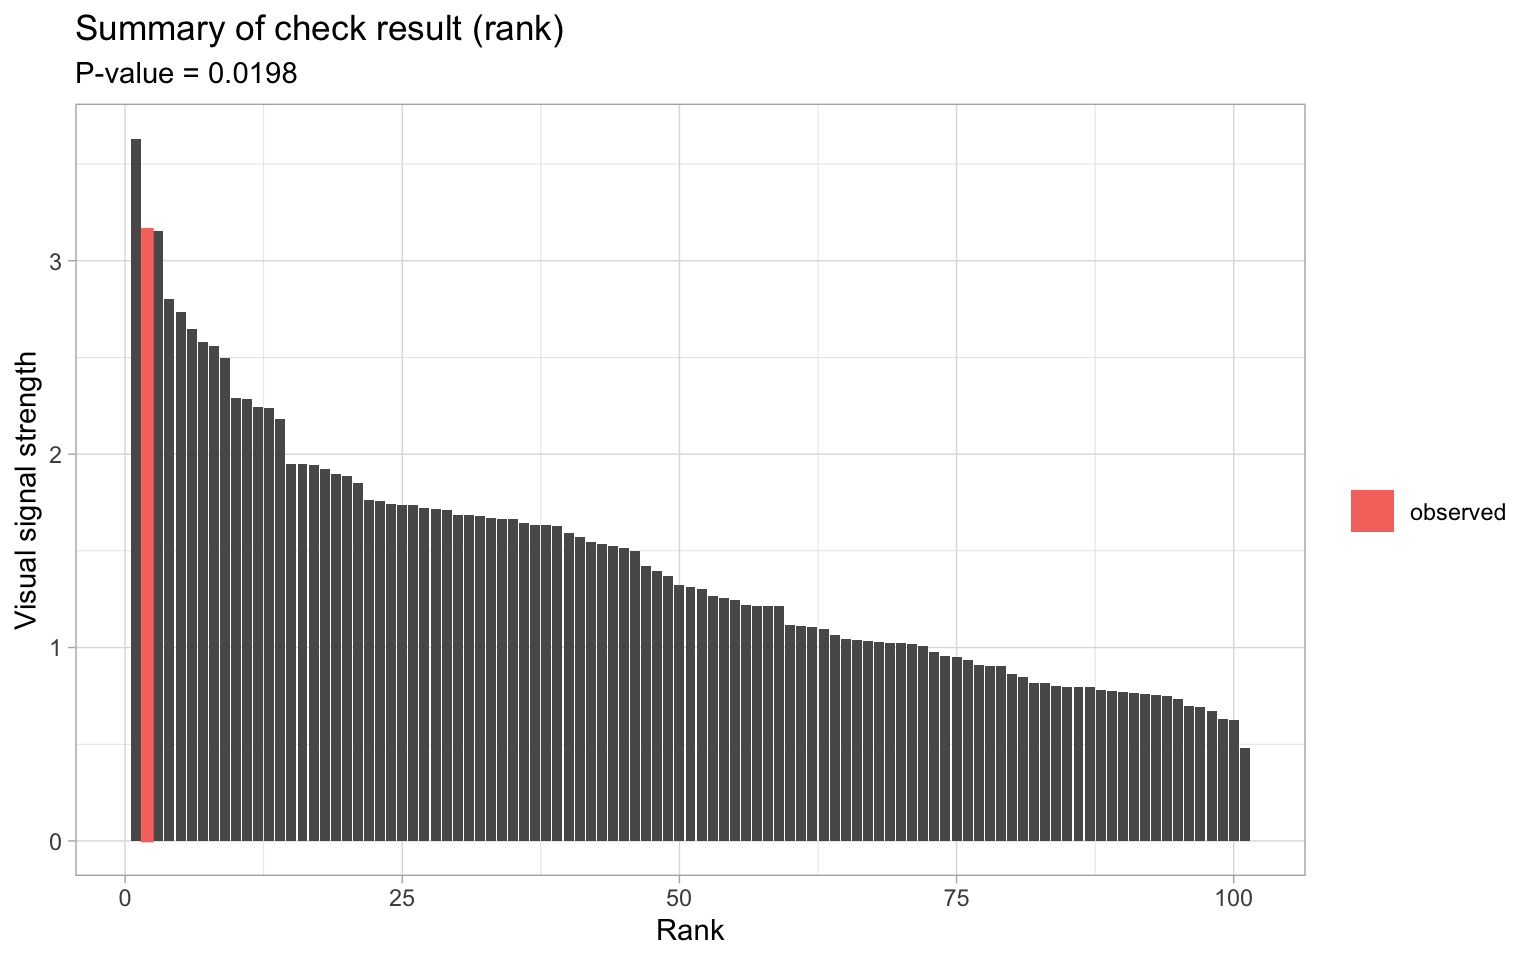 Summary of check result (rank)
P-value = 0.0198
Visual signal strength
3
2
1
0
0 25 50 75 100
Rank
observed